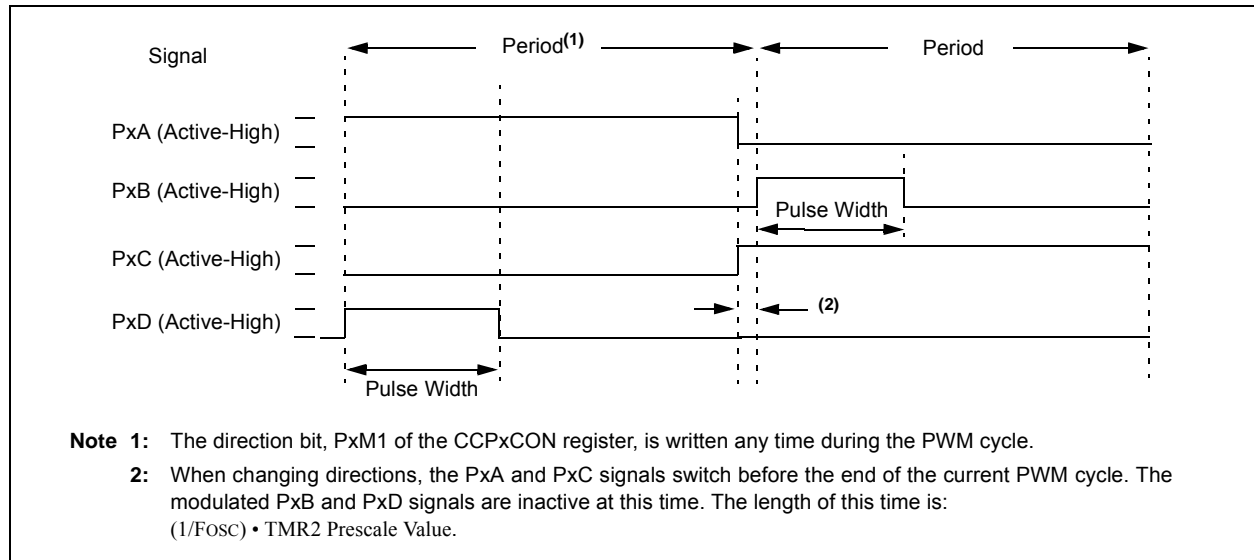 Signal
Period(1)
Period
PxA (Active-High)
PxB (Active-High)
Pulse Width
PxC (Active-High)
(2)
PxD (Active-High)
Pulse Width
Note 1: The direction bit, PxM1 of the CCPxCON register, is written any time during the PWM cycle.
2: When changing directions, the PxA and PxC signals switch before the end of the current PWM cycle. The
modulated PxB and PxD signals are inactive at this time. The length of this time is:
(1/FOSC) • TMR2 Prescale Value.